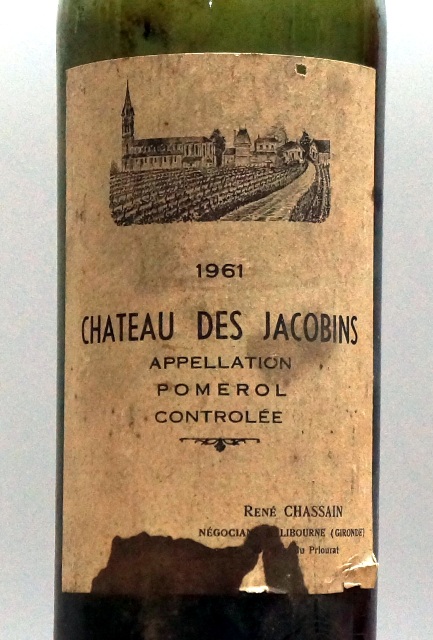 1961
CHATEAU DES JACOBINS
APPELLATION
POMEROL
CONTROLÉE
RENÉ CHASSAIN
LIBOURNE (GIRONDE)
du Priourat